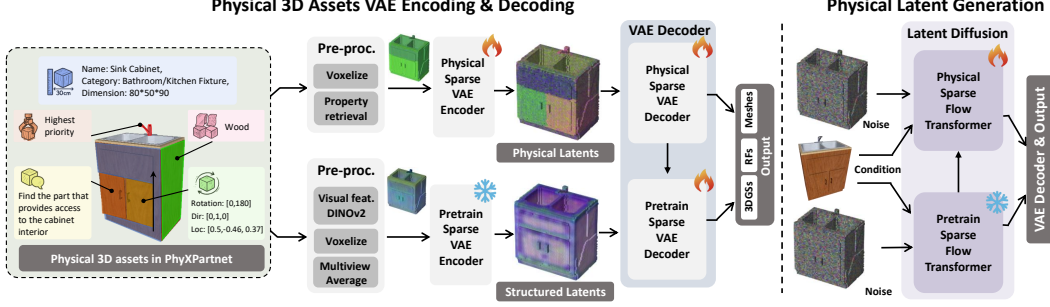 Physical 3D Assets VAE Encoding & Decoding
Physical Latent Generation
30cm
Name: Sink Cabinet,
Category: Bathroom/Kitchen Fixture,
Dimension: 80*50*90
Highest
priority
Wood
Find the part that
provides access
to the cabinet
interior
Rotation: [0,180]
Dir: [0,1,0]
Loc: [0.5,-0.46, 0.37]
Physical 3D assets in PhyXPartnet
Pre-proc.
Voxelize
Property
retrieval
Physical
Sparse
VAE
Encoder
Physical Latents
Pre-proc.
Visual feat.
DINOv2
Voxelize
Multiview
Average
Pretrain
Sparse
VAE
Encoder
Structured Latents
VAE Decoder
Physical
Sparse
VAE
Decoder
Pretrain
Sparse
VAE
Decoder
Meshes
RFs
3DGSs
Output
Latent Diffusion
Noise
Physical
Sparse
Flow
Transformer
Condition
Noise
Pretrain
Sparse
Flow
Transformer
VAE Decoder & Output